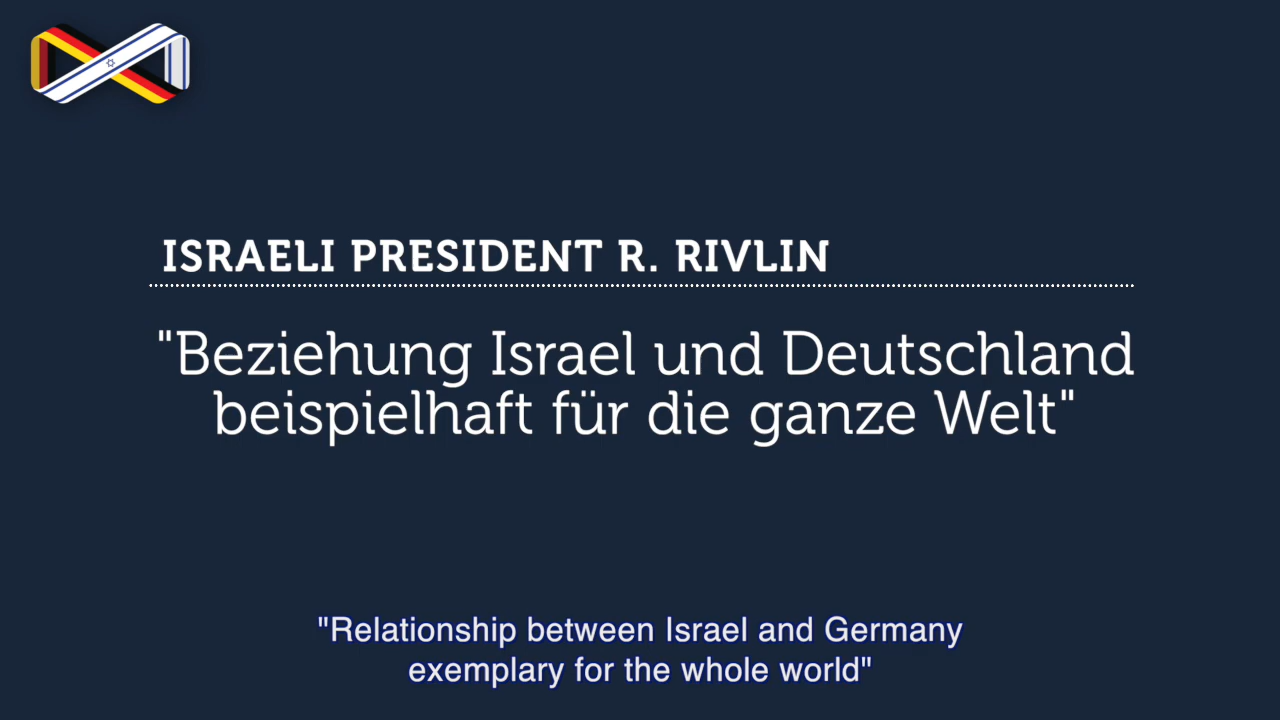 ISRAELI PRESIDENT R. RIVLIN
"Beziehung Israel und Deutschland
beispielhaft für die ganze Welt"
"Relationship between Israel and Germany
exemplary for the whole world"